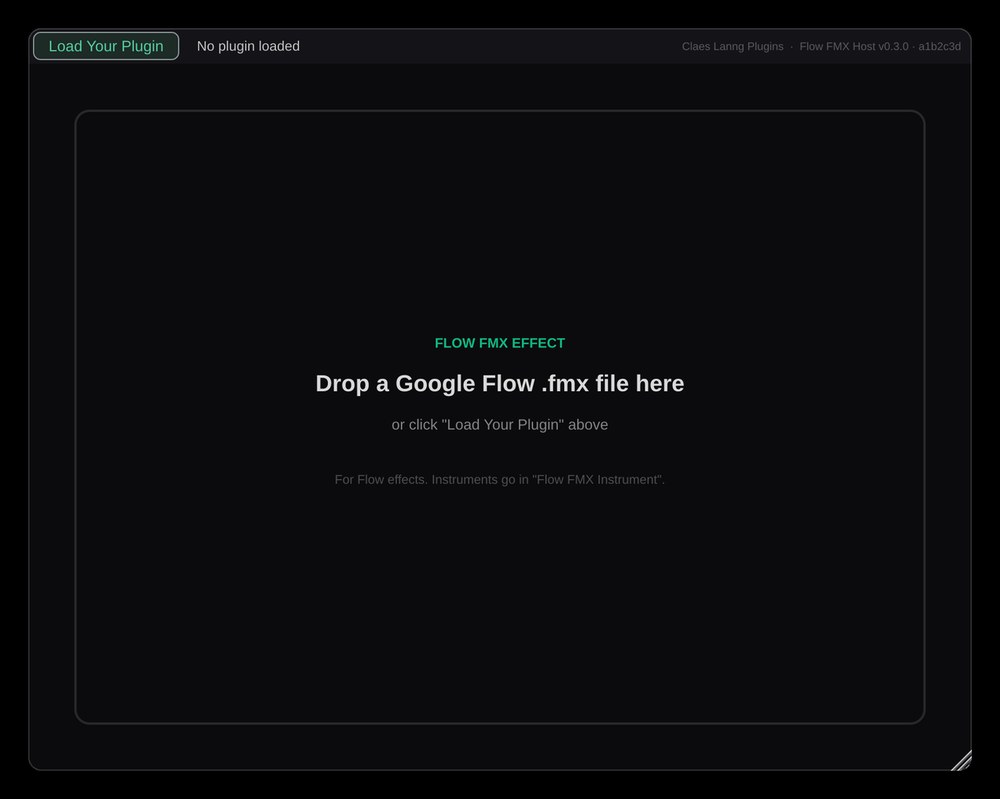 Load Your Plugin No plugin loaded Claes Lanng Plugins · Flow FMX Host v0.3.0 · a1b2c3d
FLOW FMX EFFECT
Drop a Google Flow .fmx file here
or click "Load Your Plugin" above
For Flow effects. Instruments go in "Flow FMX Instrument".